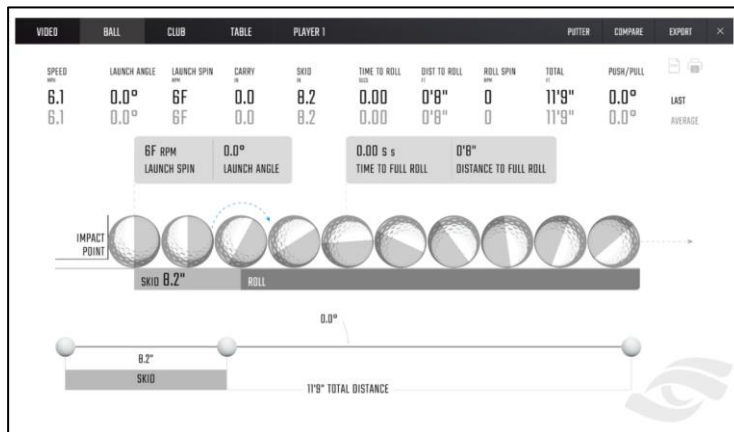 VIDEO BALL CLUB TABLE PLAYER 1 PUTTER COMPARE EXPORT ×
SPEED LAUNCH ANGLE LAUNCH SPIN CARRY SKID TIME TO ROLL DIST TO ROLL ROLL SPIN TOTAL PUSH/PULL
MPH RPM IN IN SECS FT RPM FT
6.1 0.0° 6F 0.0 8.2 0.00 0'8" 0 11'9" 0.0° LAST
6.1 0.0° 6F 0.0 8.2 0.00 0'8" 0 11'9" 0.0° AVERAGE
6F RPM 0.0° 0.00 S s 0'8"
LAUNCH SPIN LAUNCH ANGLE TIME TO FULL ROLL DISTANCE TO FULL ROLL
IMPACT
POINT
SKID 8.2" ROLL
0.0°
8.2"
SKID
11'9" TOTAL DISTANCE